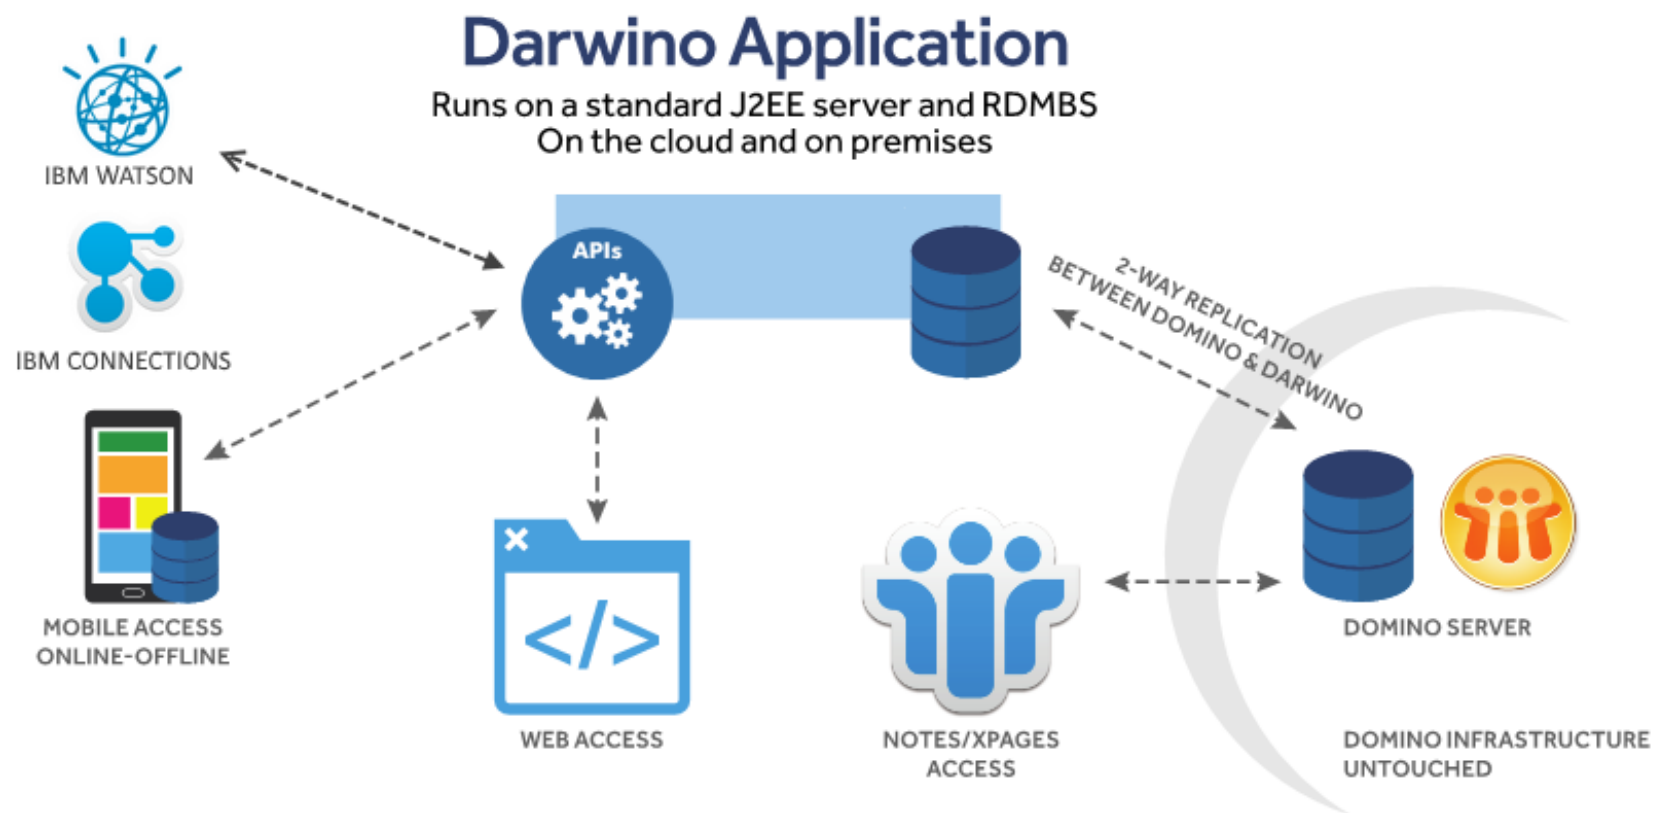 Darwino Application
Runs on a standard J2EE server and RDMBS
On the cloud and on premises
IBM WATSON
APIs
2-WAY REPLICATION
BETWEEN DOMINO & DARWINO
IBM CONNECTIONS
MOBILE ACCESS
ONLINE-OFFLINE
</>
WEB ACCESS
NOTES/XPAGES
ACCESS
DOMINO SERVER
DOMINO INFRASTRUCTURE
UNTOUCHED